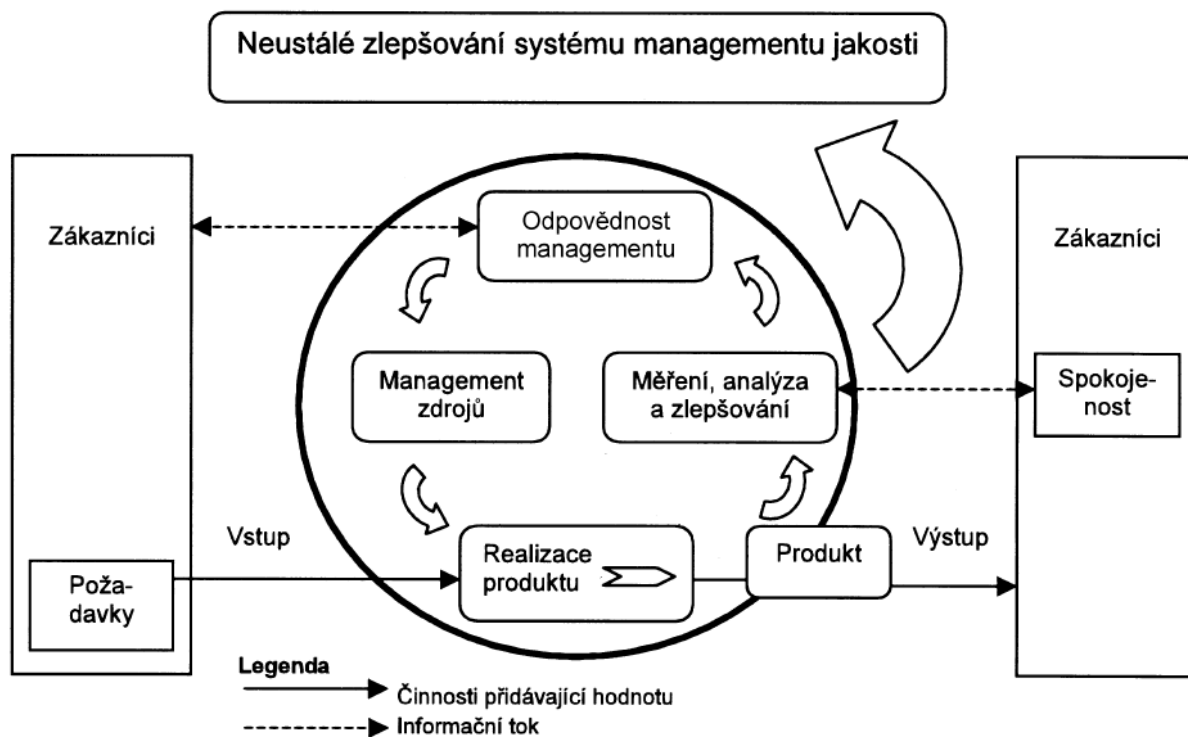 Neustálé zlepšování systému managementu jakosti
Zákazníci
Odpovědnost
managementu
Zákazníci
Management
zdrojů
Měření, analýza
a zlepšování
Spokoje-
nost
Vstup
Realizace
produktu
Produkt
Výstup
Poža-
davky
Legenda
Činnosti přidávající hodnotu
Informační tok